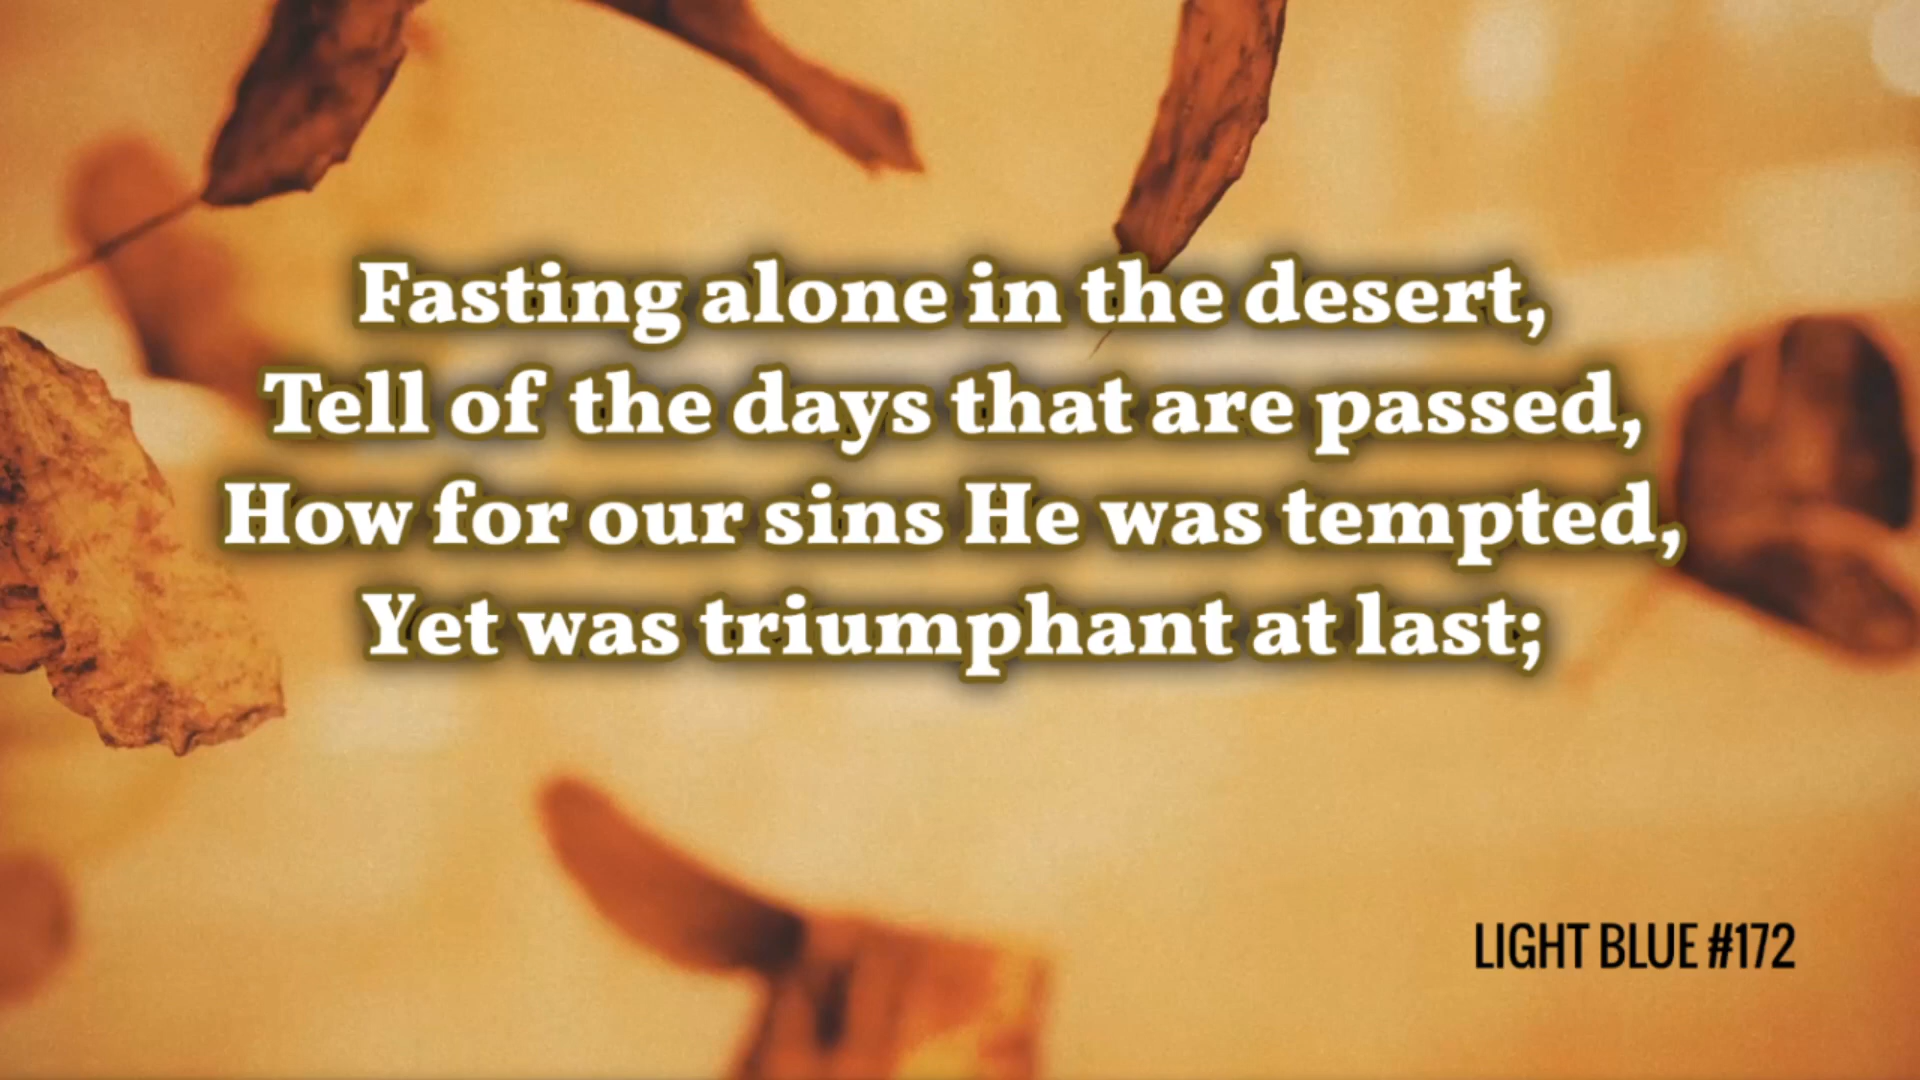 Fasting alone in the desert,
Tell of the days that are passed,
How for our sins He was tempted,
Yet was triumphant at last;
LIGHT BLUE #172